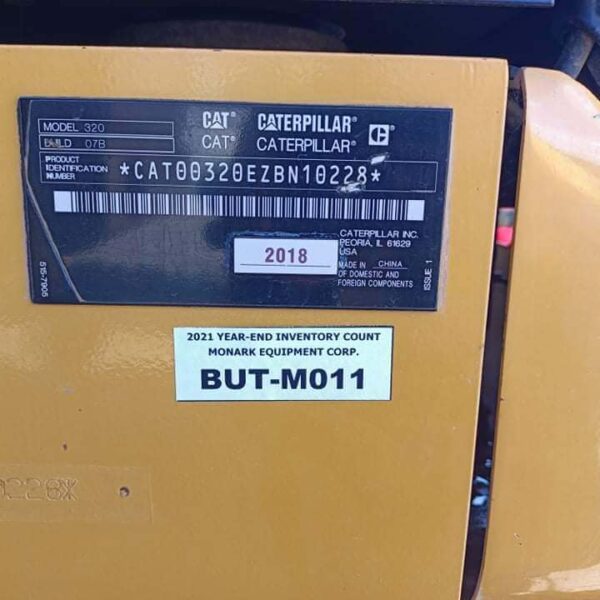 MODEL 320
BUILD 07B
CAT® CATERPILLAR® C
CAT® CATERPILLAR®
PRODUCT
IDENTIFICATION
NUMBER
*CAT00320EZBN10228*
CATERPILLAR INC.
PEORIA, IL 61629
USA
2018
MADE IN CHINA
OF DOMESTIC AND
FOREIGN COMPONENTS
ISSUE 1
515-7905
2021 YEAR-END INVENTORY COUNT
MONARK EQUIPMENT CORP.
BUT-M011
0228*